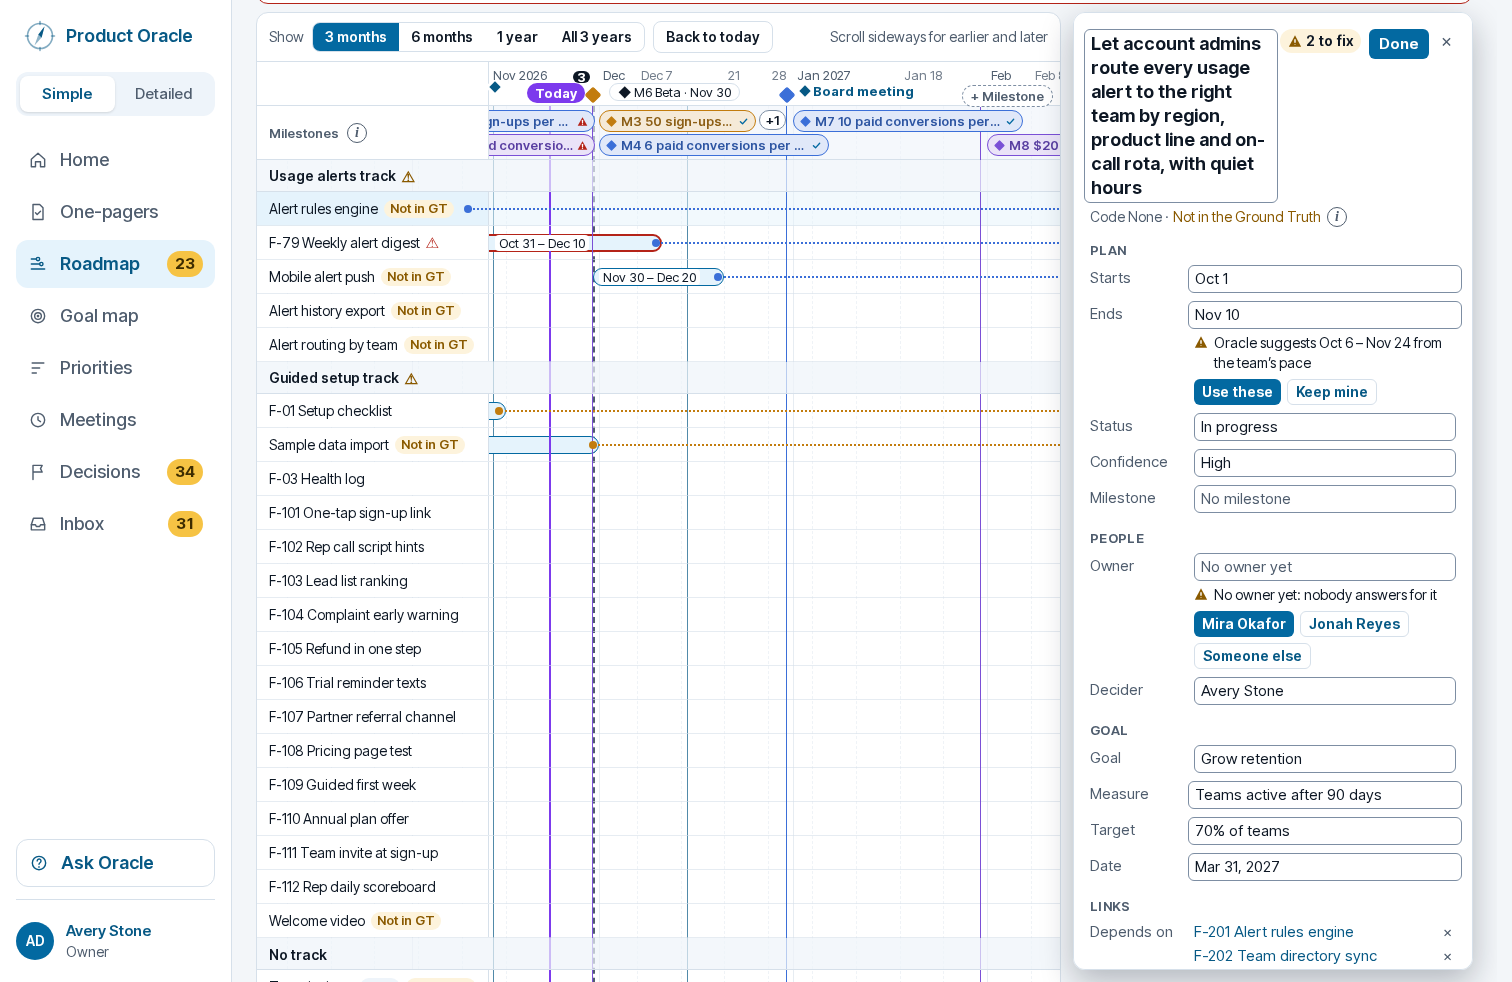 Product Oracle
Simple
Detailed
Home
One-pagers
Roadmap
23
Goal map
Priorities
Meetings
Decisions
34
Inbox
31
Ask Oracle
AD
Avery Stone
Owner
Show
3 months
6 months
1 year
All 3 years
Back to today
Scroll sideways for earlier and later
Nov 2026
3
Dec
Dec 7
21
28
Jan 2027
Jan 18
Feb
Feb
Today
M6 Beta · Nov 30
Board meeting
+ Milestone
Milestones
i
gn-ups per ...
M3 50 sign-ups...
+1
M7 10 paid conversions per...
d conversio...
M4 6 paid conversions per ...
M8 $20
Usage alerts track
Alert rules engine
Not in GT
F-79 Weekly alert digest
Oct 31 – Dec 10
Mobile alert push
Not in GT
Nov 30 – Dec 20
Alert history export
Not in GT
Alert routing by team
Not in GT
Guided setup track
F-01 Setup checklist
Sample data import
Not in GT
F-03 Health log
F-101 One-tap sign-up link
F-102 Rep call script hints
F-103 Lead list ranking
F-104 Complaint early warning
F-105 Refund in one step
F-106 Trial reminder texts
F-107 Partner referral channel
F-108 Pricing page test
F-109 Guided first week
F-110 Annual plan offer
F-111 Team invite at sign-up
F-112 Rep daily scoreboard
Welcome video
Not in GT
No track
Let account admins
route every usage
alert to the right
team by region,
product line and on-
call rota, with quiet
hours
2 to fix
Done
×
Code None · Not in the Ground Truth
i
PLAN
Starts
Oct 1
Ends
Nov 10
Oracle suggests Oct 6 – Nov 24 from
the team's pace
Use these
Keep mine
Status
In progress
Confidence
High
Milestone
No milestone
PEOPLE
Owner
No owner yet
No owner yet: nobody answers for it
Mira Okafor
Jonah Reyes
Someone else
Decider
Avery Stone
GOAL
Goal
Grow retention
Measure
Teams active after 90 days
Target
70% of teams
Date
Mar 31, 2027
LINKS
Depends on
F-201 Alert rules engine
×
F-202 Team directory sync
×